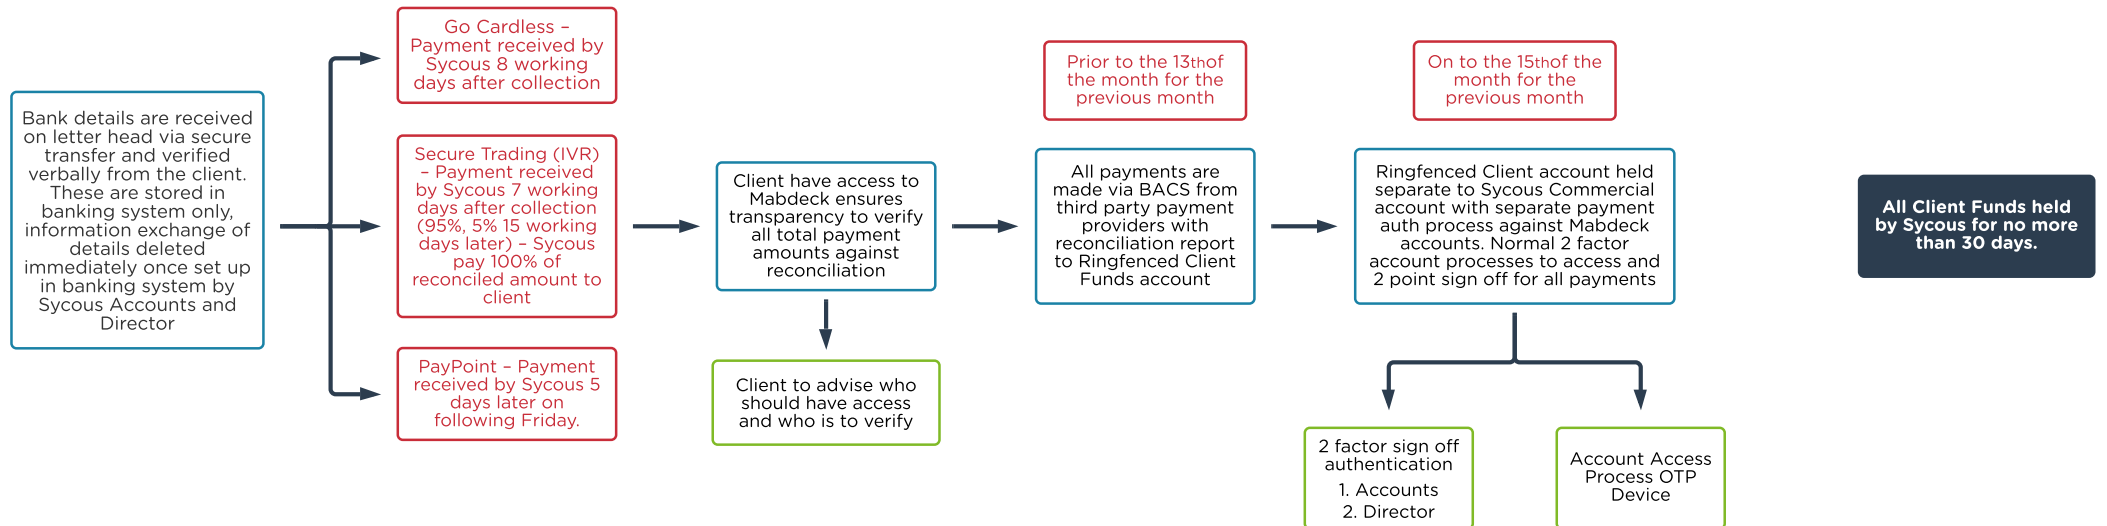 Bank details are received
on letter head via secure
transfer and verified
verbally from the client.
These are stored in
banking system only,
information exchange of
details deleted
immediately once set up
in banking system by
Sycous Accounts and
Director
Go Cardless –
Payment received by
Sycous 8 working
days after collection
Secure Trading (IVR)
– Payment received
by Sycous 7 working
days after collection
(95%, 5% 15 working
days later) – Sycous
pay 100% of
reconciled amount to
client
PayPoint – Payment
received by Sycous 5
days later on
following Friday.
Client have access to
Mabdeck ensures
transparency to verify
all total payment
amounts against
reconciliation
Client to advise who
should have access
and who is to verify
Prior to the 13thof
the month for the
previous month
All payments are
made via BACS from
third party payment
providers with
reconciliation report
to Ringfenced Client
Funds account
On to the 15thof the
month for the
previous month
Ringfenced Client account held
separate to Sycous Commercial
account with separate payment
auth process against Mabdeck
accounts. Normal 2 factor
account processes to access and
2 point sign off for all payments
2 factor sign off
authentication
1. Accounts
2. Director
Account Access
Process OTP
Device
All Client Funds held
by Sycous for no more
than 30 days.